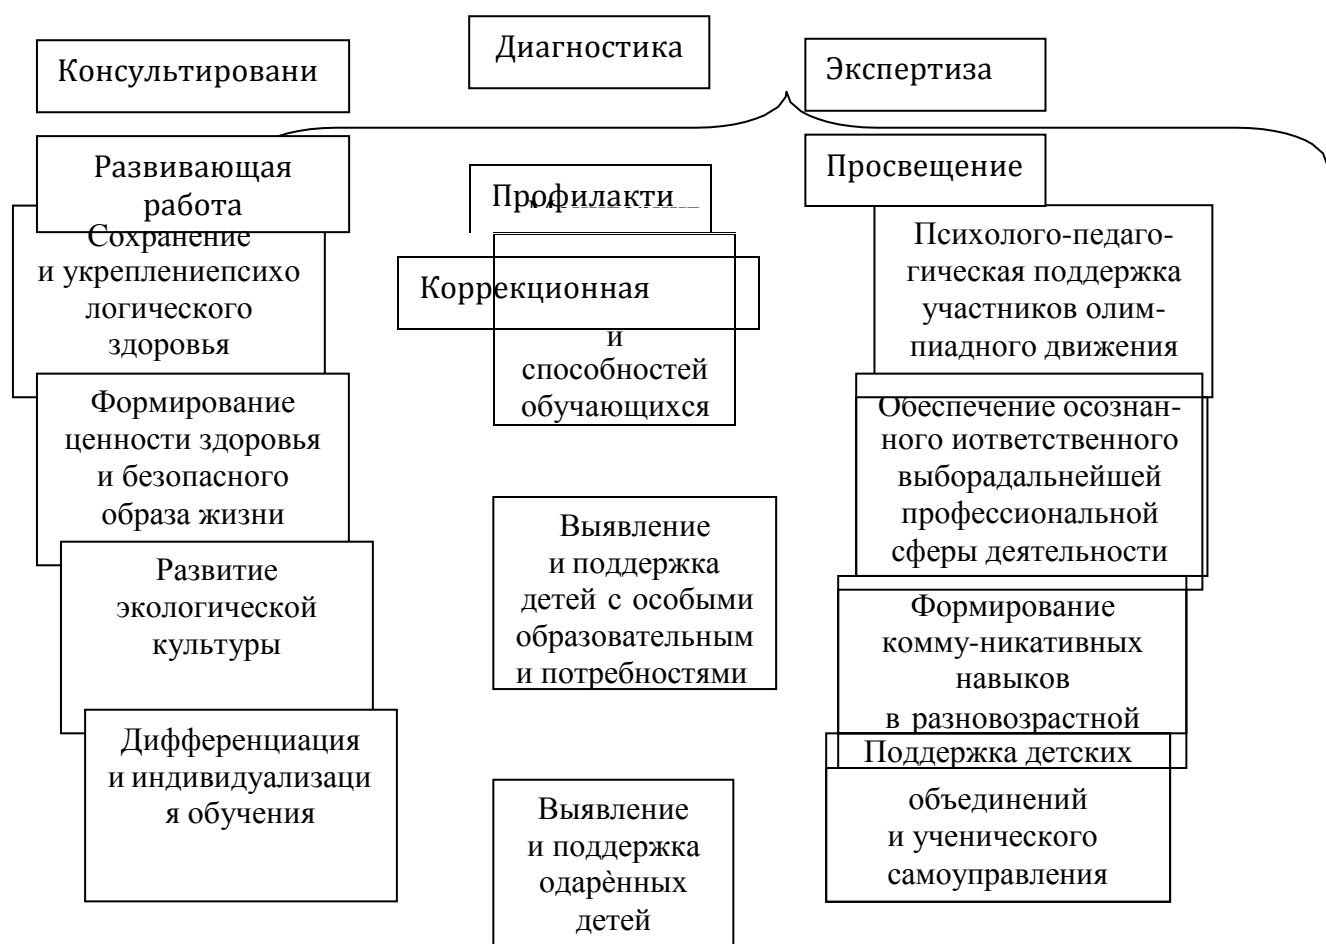 Консультировани
Диагностика
Экспертиза
Развивающая
работа
Профилакти
Просвещение
Сохранение
и укреплениепсихо
логического
здоровья
Коррекционная
и
способностей
обучающихся
Психолого-педаго-
гическая поддержка
участников олим-
пиадного движения
Формирование
ценности здоровья
и безопасного
образа жизни
Обеспечение осознан-
ного иответственного
выборадальнейшей
профессиональной
сферы деятельности
Выявление
и поддержка
детей с особыми
образовательным
и потребностями
Развитие
экологической
культуры
Формирование
комму-никативных
навыков
в разновозрастной
Дифференциация
и индивидуализаци
я обучения
Поддержка детских
объединений
и ученического
самоуправления
Выявление
и поддержка
одарѐнных
детей